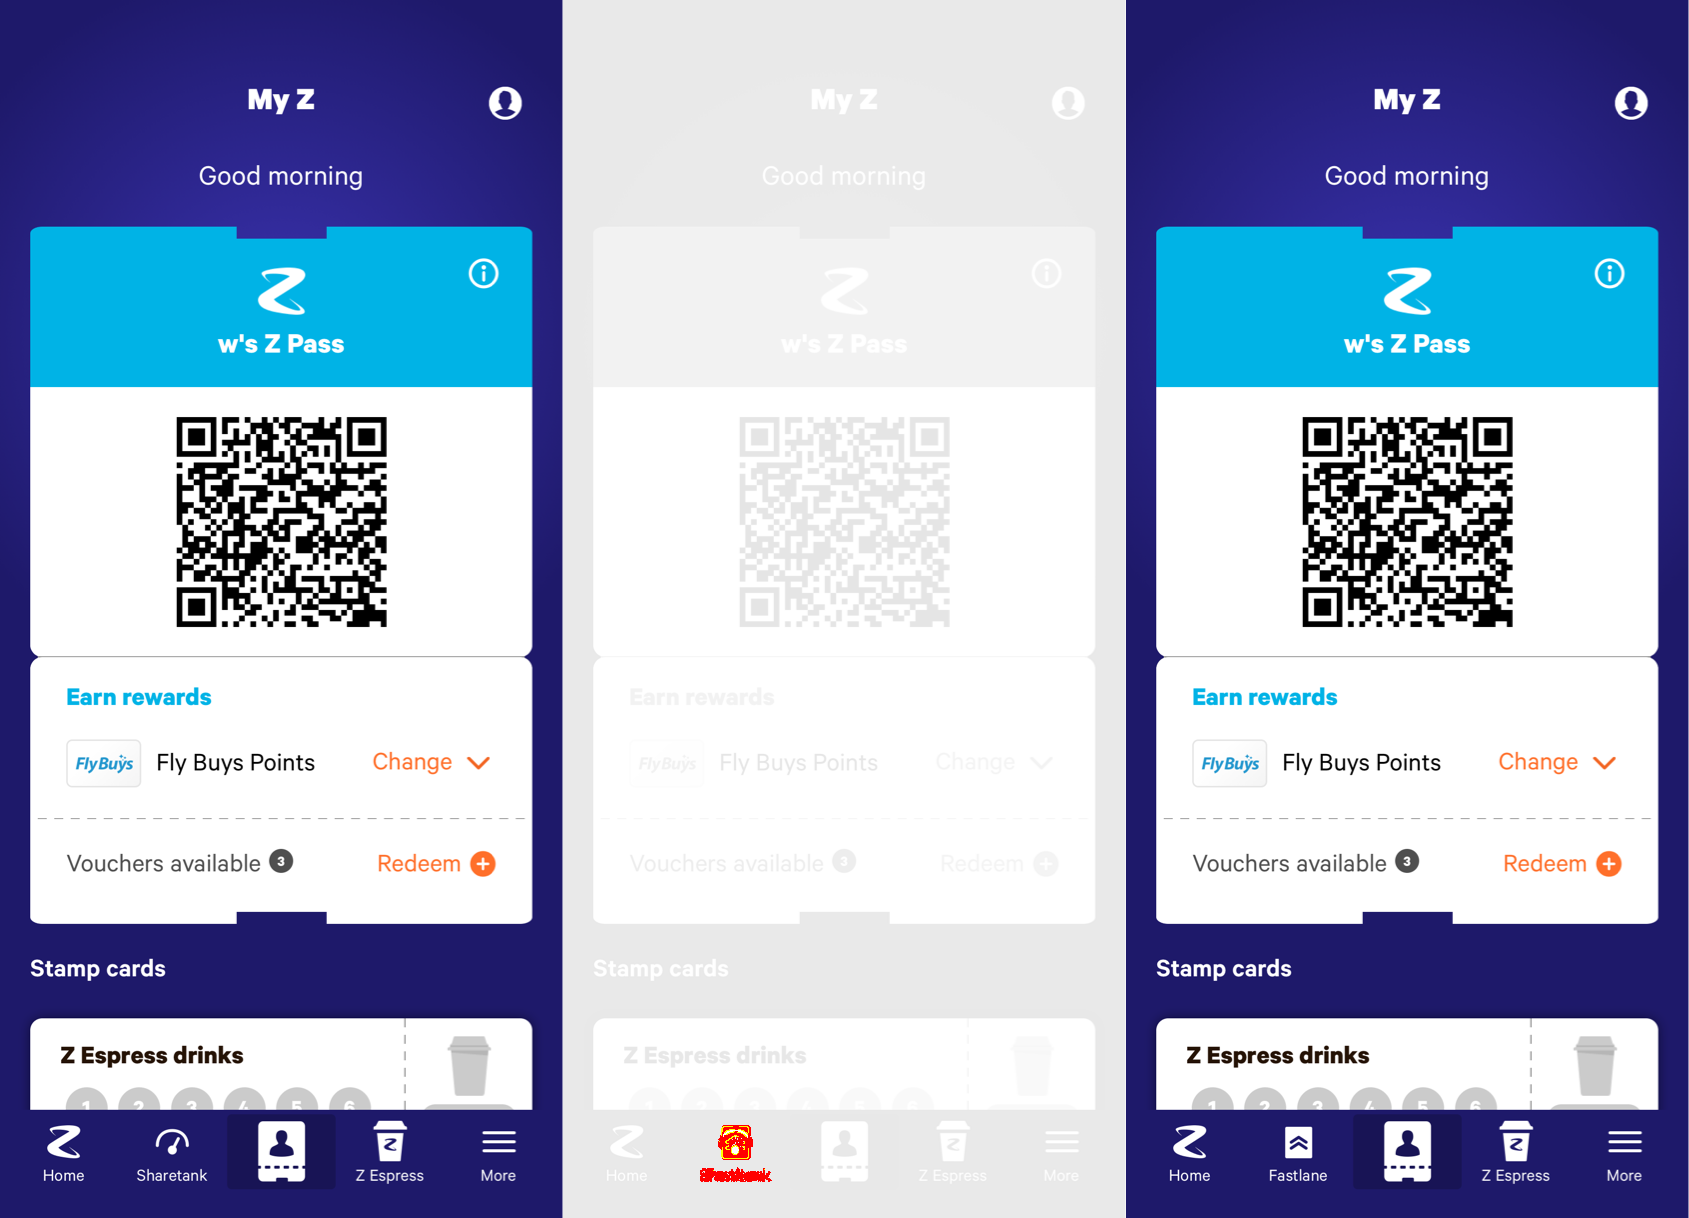 My Z
Good morning
w's Z Pass
Earn rewards
FlyBuys
Fly Buys Points
Change
Vouchers available 3
Redeem
Stamp cards
Z Espress drinks
1 2 3 4 5 6
Home
Sharetank
Z Espress
More
My Z
Good morning
w's Z Pass
Earn rewards
FlyBuys
Fly Buys Points
Change
Vouchers available 3
Redeem
Stamp cards
Z Espress drinks
1 2 3 4 5 6
Home
Z Espress
More
My Z
Good morning
w's Z Pass
Earn rewards
FlyBuys
Fly Buys Points
Change
Vouchers available 3
Redeem
Stamp cards
Z Espress drinks
1 2 3 4 5 6
Home
Fastlane
Z Espress
More